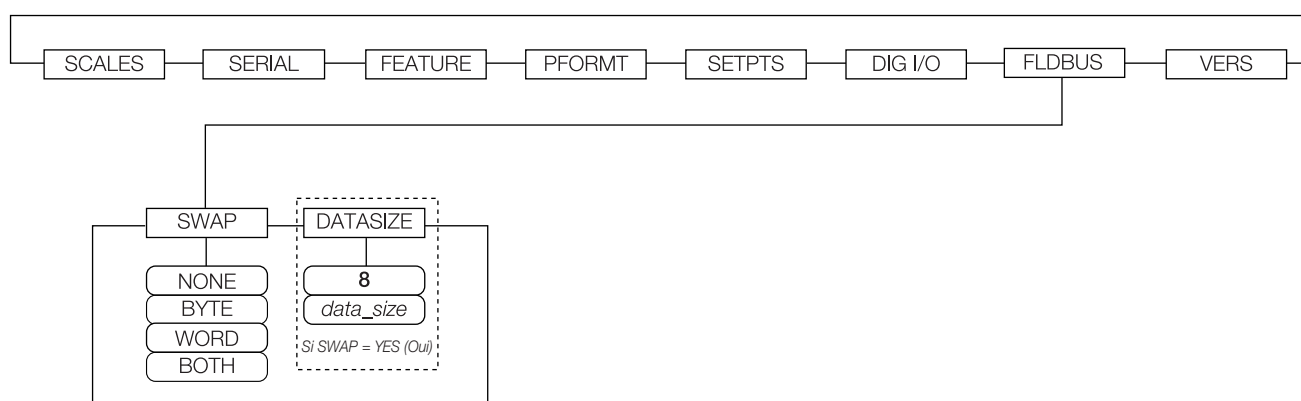 SCALES SERIAL FEATURE PFORMT SETPTS DIG I/O FLDBUS VERS
SWAP DATASIZE
NONE 8
BYTE data_size
WORD
Si SWAP = YES (Oui)
BOTH